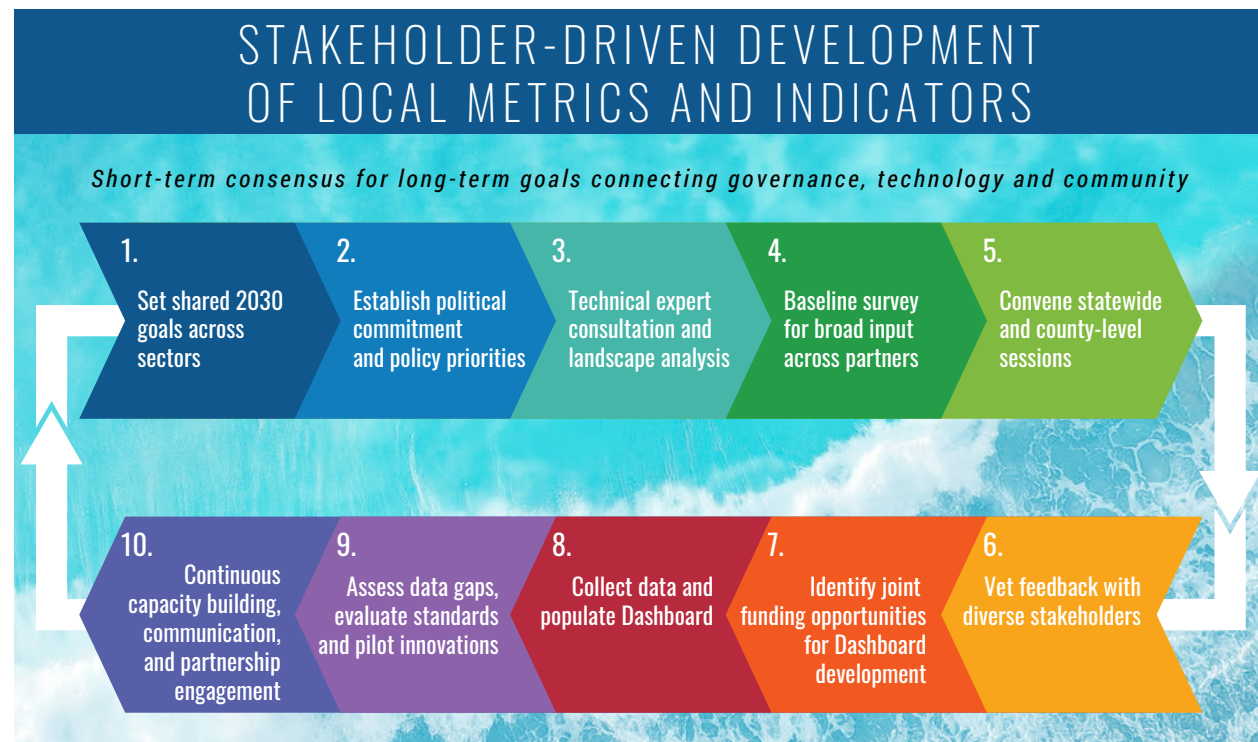 STAKEHOLDER-DRIVEN DEVELOPMENT
OF LOCAL METRICS AND INDICATORS
Short-term consensus for long-term goals connecting governance, technology and community
1.
Set shared 2030
goals across
sectors
2.
Establish political
commitment
and policy priorities
3.
Technical expert
consultation and
landscape analysis
4.
Baseline survey
for broad input
across partners
5.
Convene statewide
and county-level
sessions
6.
Vet feedback with
diverse stakeholders
7.
Identify joint
funding opportunities
for Dashboard
development
8.
Collect data and
populate Dashboard
9.
Assess data gaps,
evaluate standards
and pilot innovations
10.
Continuous
capacity building,
communication,
and partnership
engagement